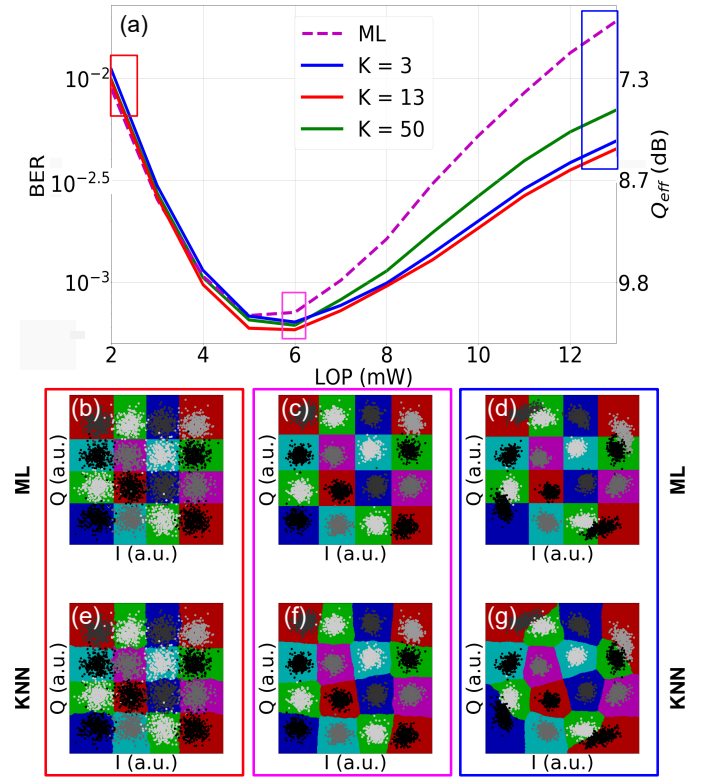 (a)
ML
K = 3
K = 13
K = 50
10⁻²
10⁻²·⁵
10⁻³
BER
7.3
8.7
9.8
Q_eff (dB)
2 4 6 8 10 12
LOP (mW)
(b) (c) (d)
ML Q (a.u.) Q (a.u.) Q (a.u.) ML
I (a.u.) I (a.u.) I (a.u.)
(e) (f) (g)
KNN Q (a.u.) Q (a.u.) Q (a.u.) KNN
I (a.u.) I (a.u.) I (a.u.)